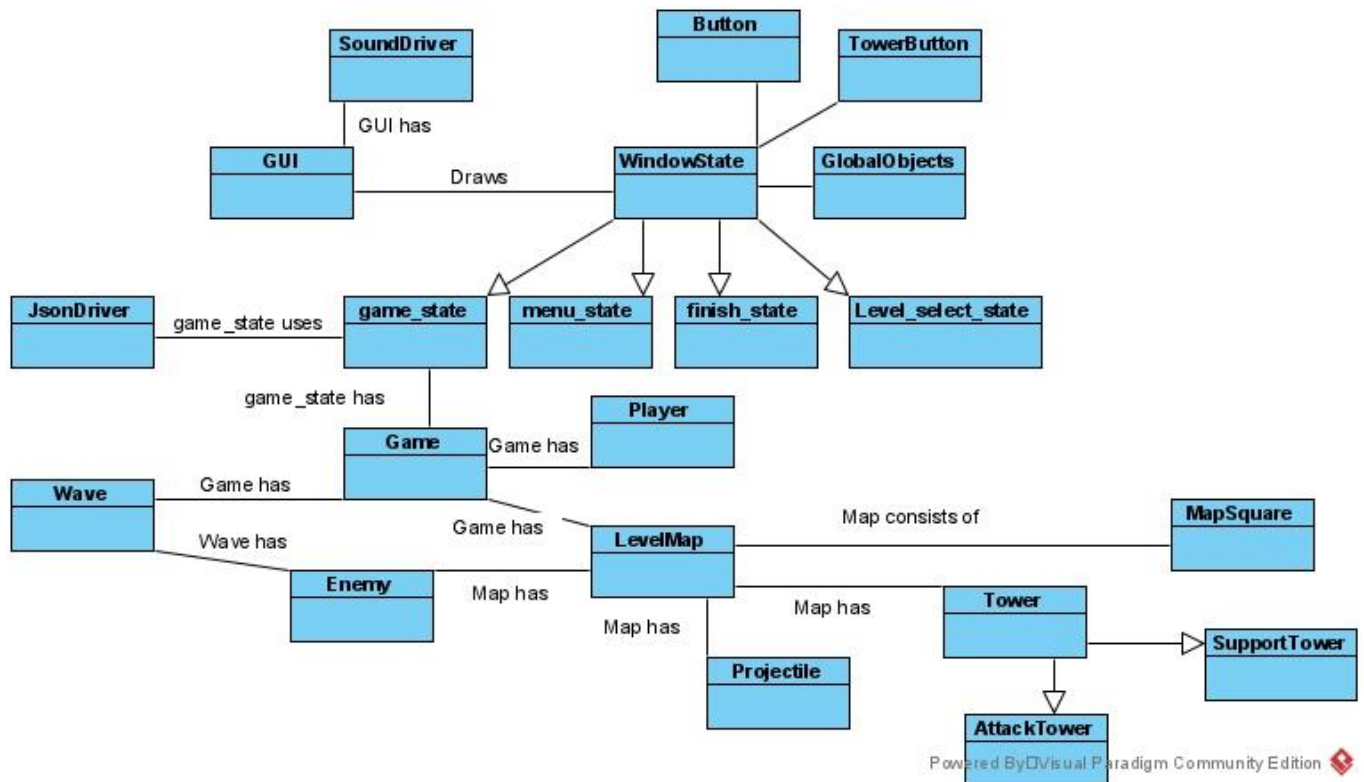 Button
SoundDriver
TowerButton
GUI has
GUI
WindowState
GlobalObjects
Draws
JsonDriver
game_state
menu_state
finish_state
Level_select_state
game_state uses
game_state has
Player
Game
Game has
Wave
Game has
MapSquare
Map consists of
Game has
LevelMap
Wave has
Enemy
Map has
Map has
Tower
Map has
SupportTower
Projectile
AttackTower
Powered By□Visual Paradigm Community Edition